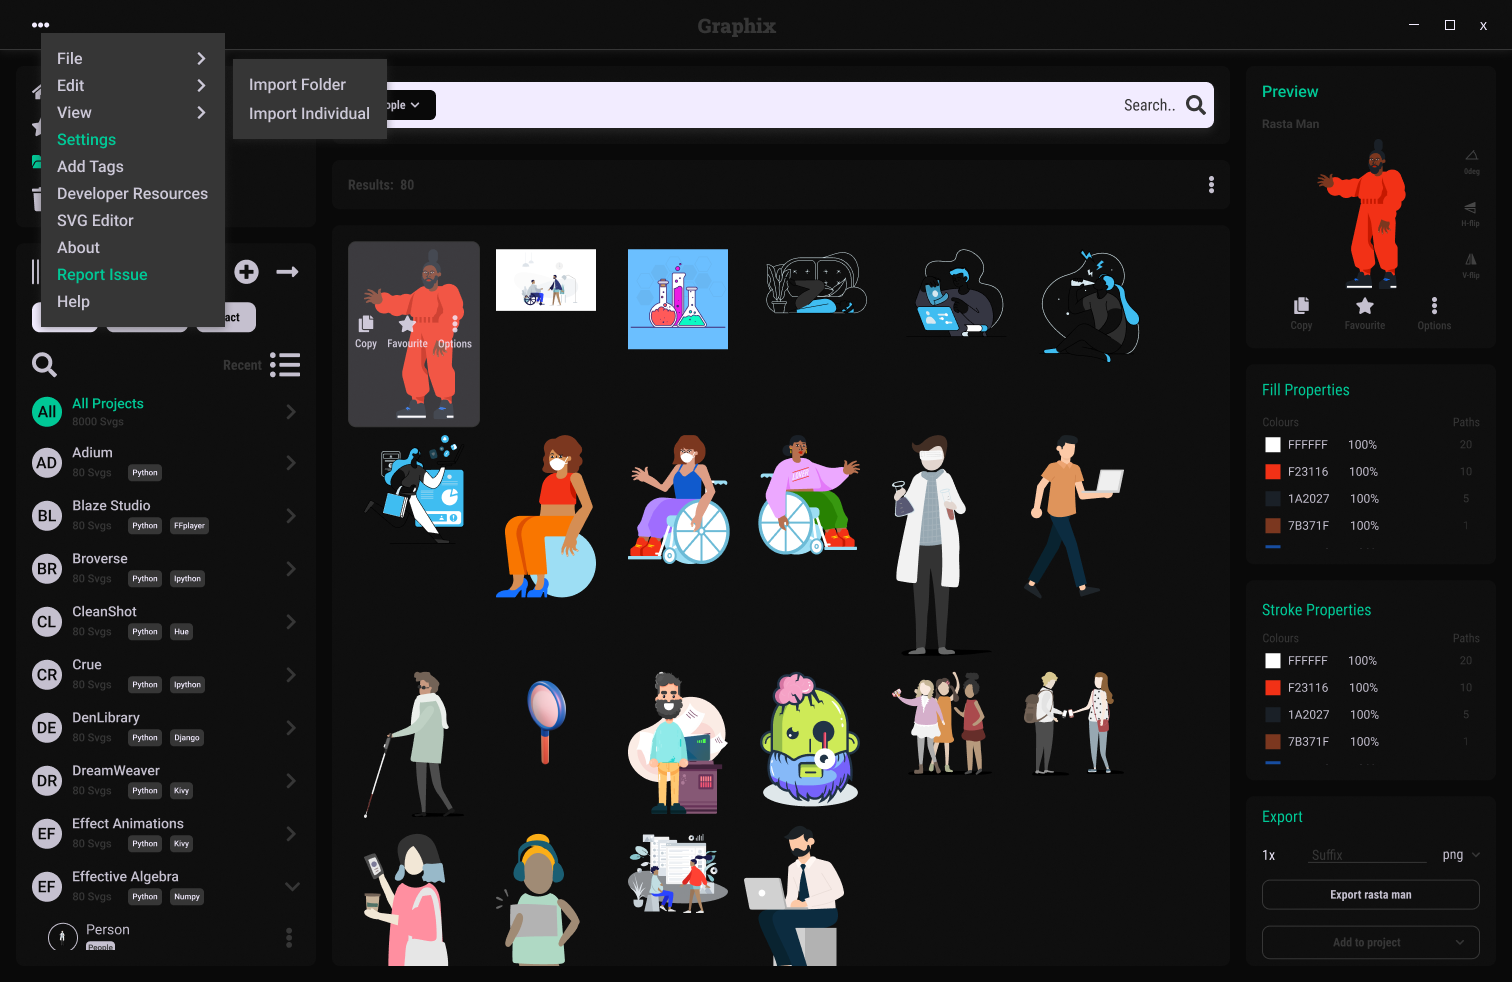 Graphix
x
File
Edit
View
Settings
Add Tags
Developer Resources
SVG Editor
About
Report Issue
Help
Import Folder
Import Individual
Search..
Results: 80
Recent
All
All Projects
8000 Svgs
AD
Adium
80 Svgs Python
BL
Blaze Studio
80 Svgs Python FFplayer
BR
Broverse
80 Svgs Python Ipython
CL
CleanShot
80 Svgs Python Hue
CR
Crue
80 Svgs Python Ipython
DE
DenLibrary
80 Svgs Python Django
DR
DreamWeaver
80 Svgs Python Kivy
EF
Effect Animations
80 Svgs Python Kivy
EF
Effective Algebra
80 Svgs Python Numpy
Person
People
Copy Favourite Options
Preview
Rasta Man
0deg
H-flip
V-flip
Copy Favourite Options
Fill Properties
Colours Paths
FFFFFF 100% 20
F23116 100% 10
1A2027 100% 5
7B371F 100% 1
Stroke Properties
Colours Paths
FFFFFF 100% 20
F23116 100% 10
1A2027 100% 5
7B371F 100% 1
Export
1x Suffix png
Export rasta man
Add to project